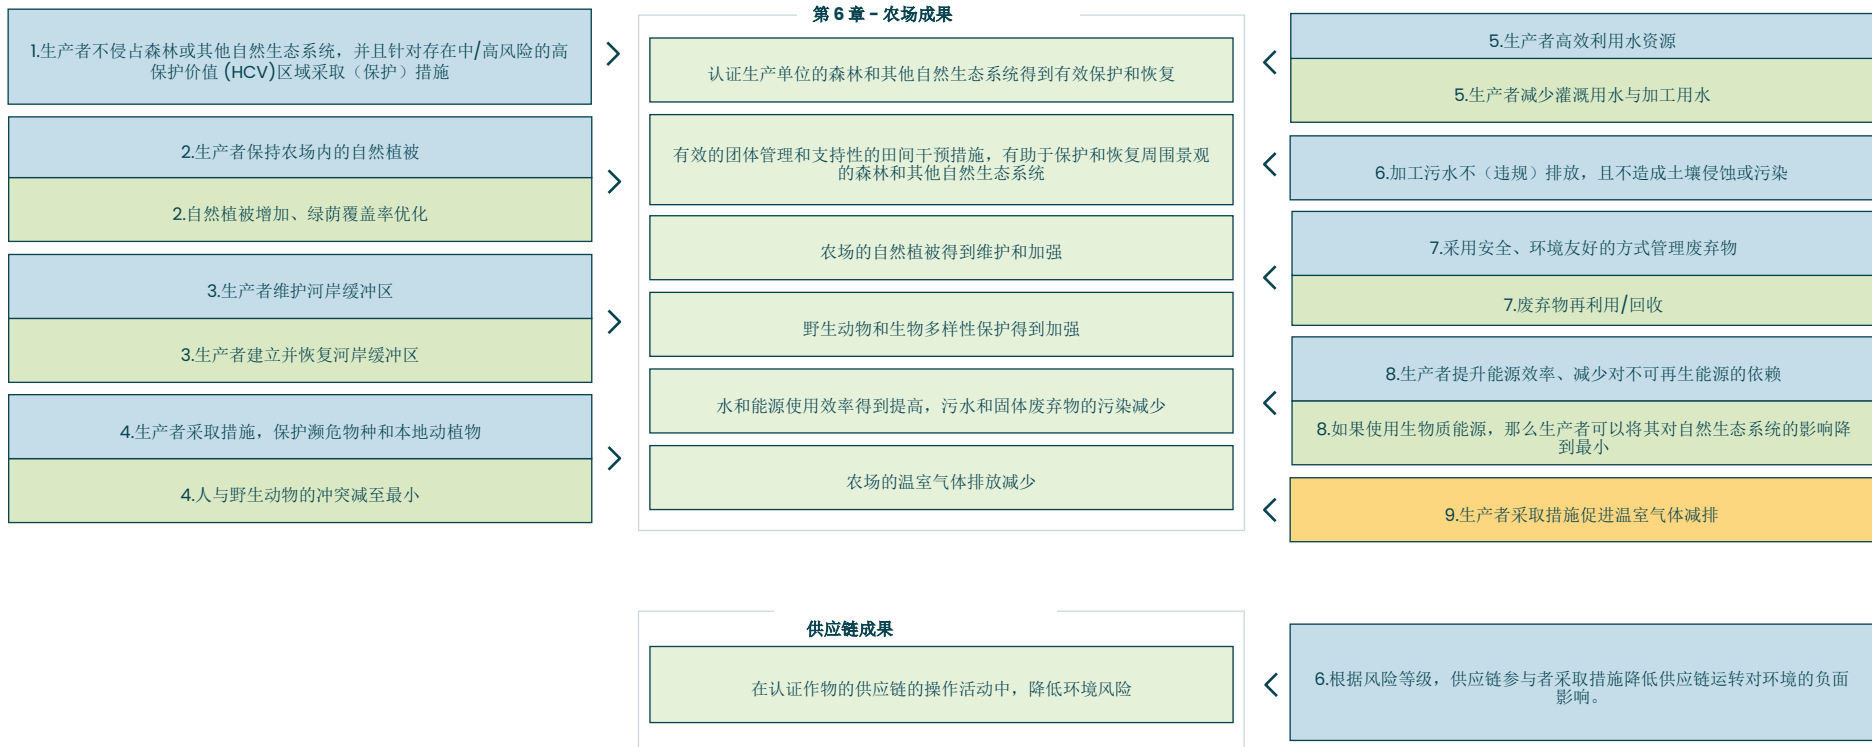 第 6 章 - 农场成果
1.生产者不侵占森林或其他自然生态系统，并且针对存在中/高风险的高
保护价值 (HCV)区域采取（保护）措施
2.生产者保持农场内的自然植被
2.自然植被增加、绿荫覆盖率优化
3.生产者维护河岸缓冲区
3.生产者建立并恢复河岸缓冲区
4.生产者采取措施，保护濒危物种和本地动植物
4.人与野生动物的冲突减至最小
认证生产单位的森林和其他自然生态系统得到有效保护和恢复
有效的团体管理和支持性的田间干预措施，有助于保护和恢复周围景观
的森林和其他自然生态系统
农场的自然植被得到维护和加强
野生动物和生物多样性保护得到加强
水和能源使用效率得到提高，污水和固体废弃物的污染减少
农场的温室气体排放减少
5.生产者高效利用水资源
5.生产者减少灌溉用水与加工用水
6.加工污水不（违规）排放，且不造成土壤侵蚀或污染
7.采用安全、环境友好的方式管理废弃物
7.废弃物再利用/回收
8.生产者提升能源效率、减少对不可再生能源的依赖
8.如果使用生物质能源，那么生产者可以将其对自然生态系统的影响降
到最小
9.生产者采取措施促进温室气体减排
供应链成果
在认证作物的供应链的操作活动中，降低环境风险
6.根据风险等级，供应链参与者采取措施降低供应链运转对环境的负面
影响。